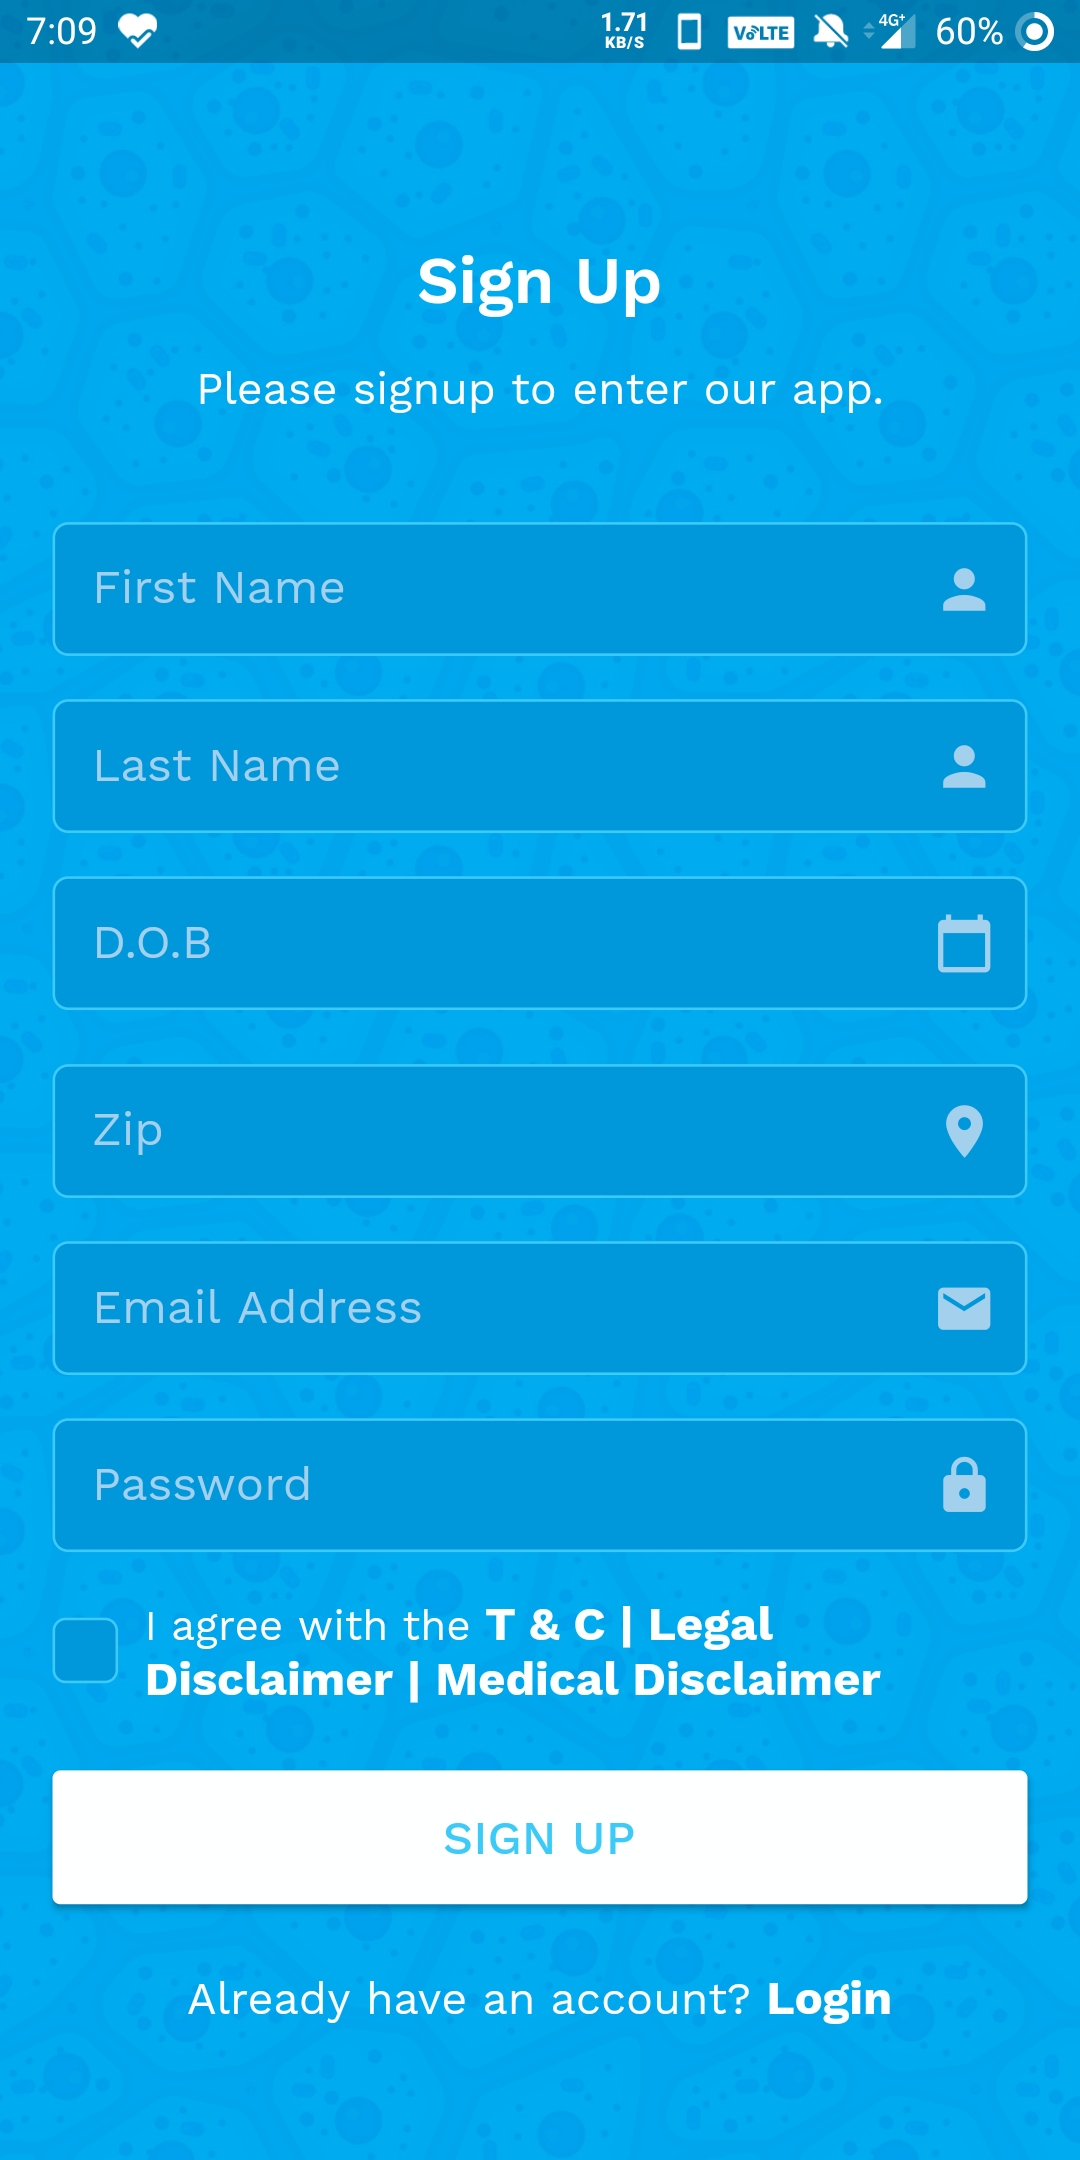 7:09 1.71 KB/S VoLTE 4G+ 60%
Sign Up
Please signup to enter our app.
First Name
Last Name
D.O.B
Zip
Email Address
Password
I agree with the T & C | Legal
Disclaimer | Medical Disclaimer
SIGN UP
Already have an account? Login